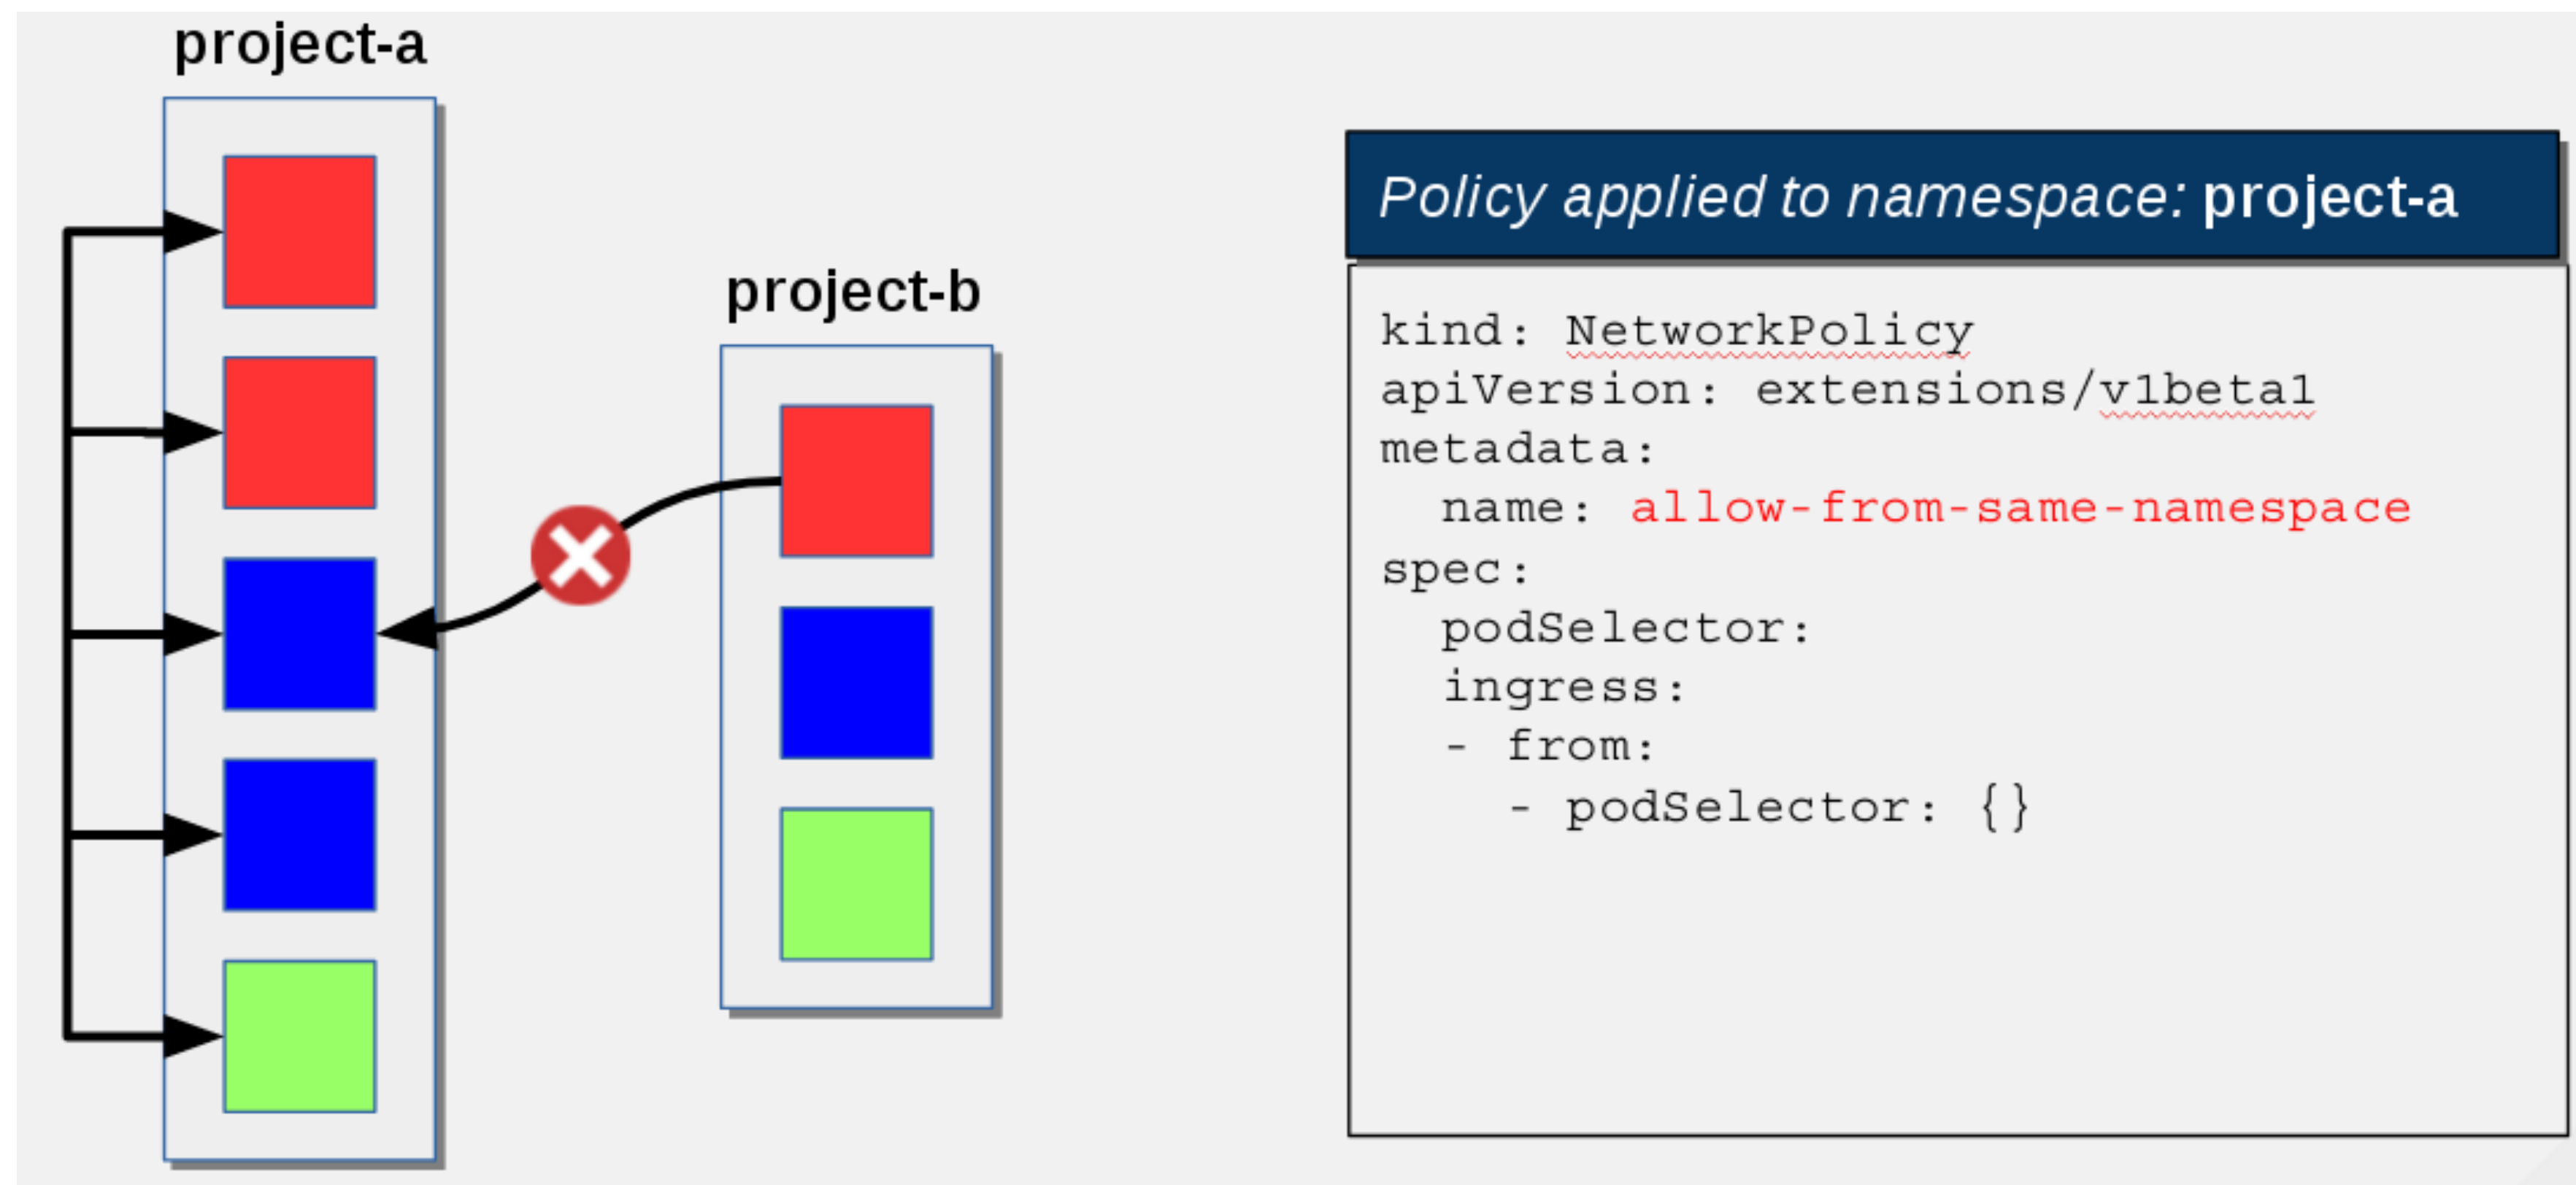 project-a
project-b
Policy applied to namespace: project-a
kind: NetworkPolicy
apiVersion: extensions/v1beta1
metadata:
  name: allow-from-same-namespace
spec:
  podSelector:
  ingress:
  - from:
    - podSelector: {}